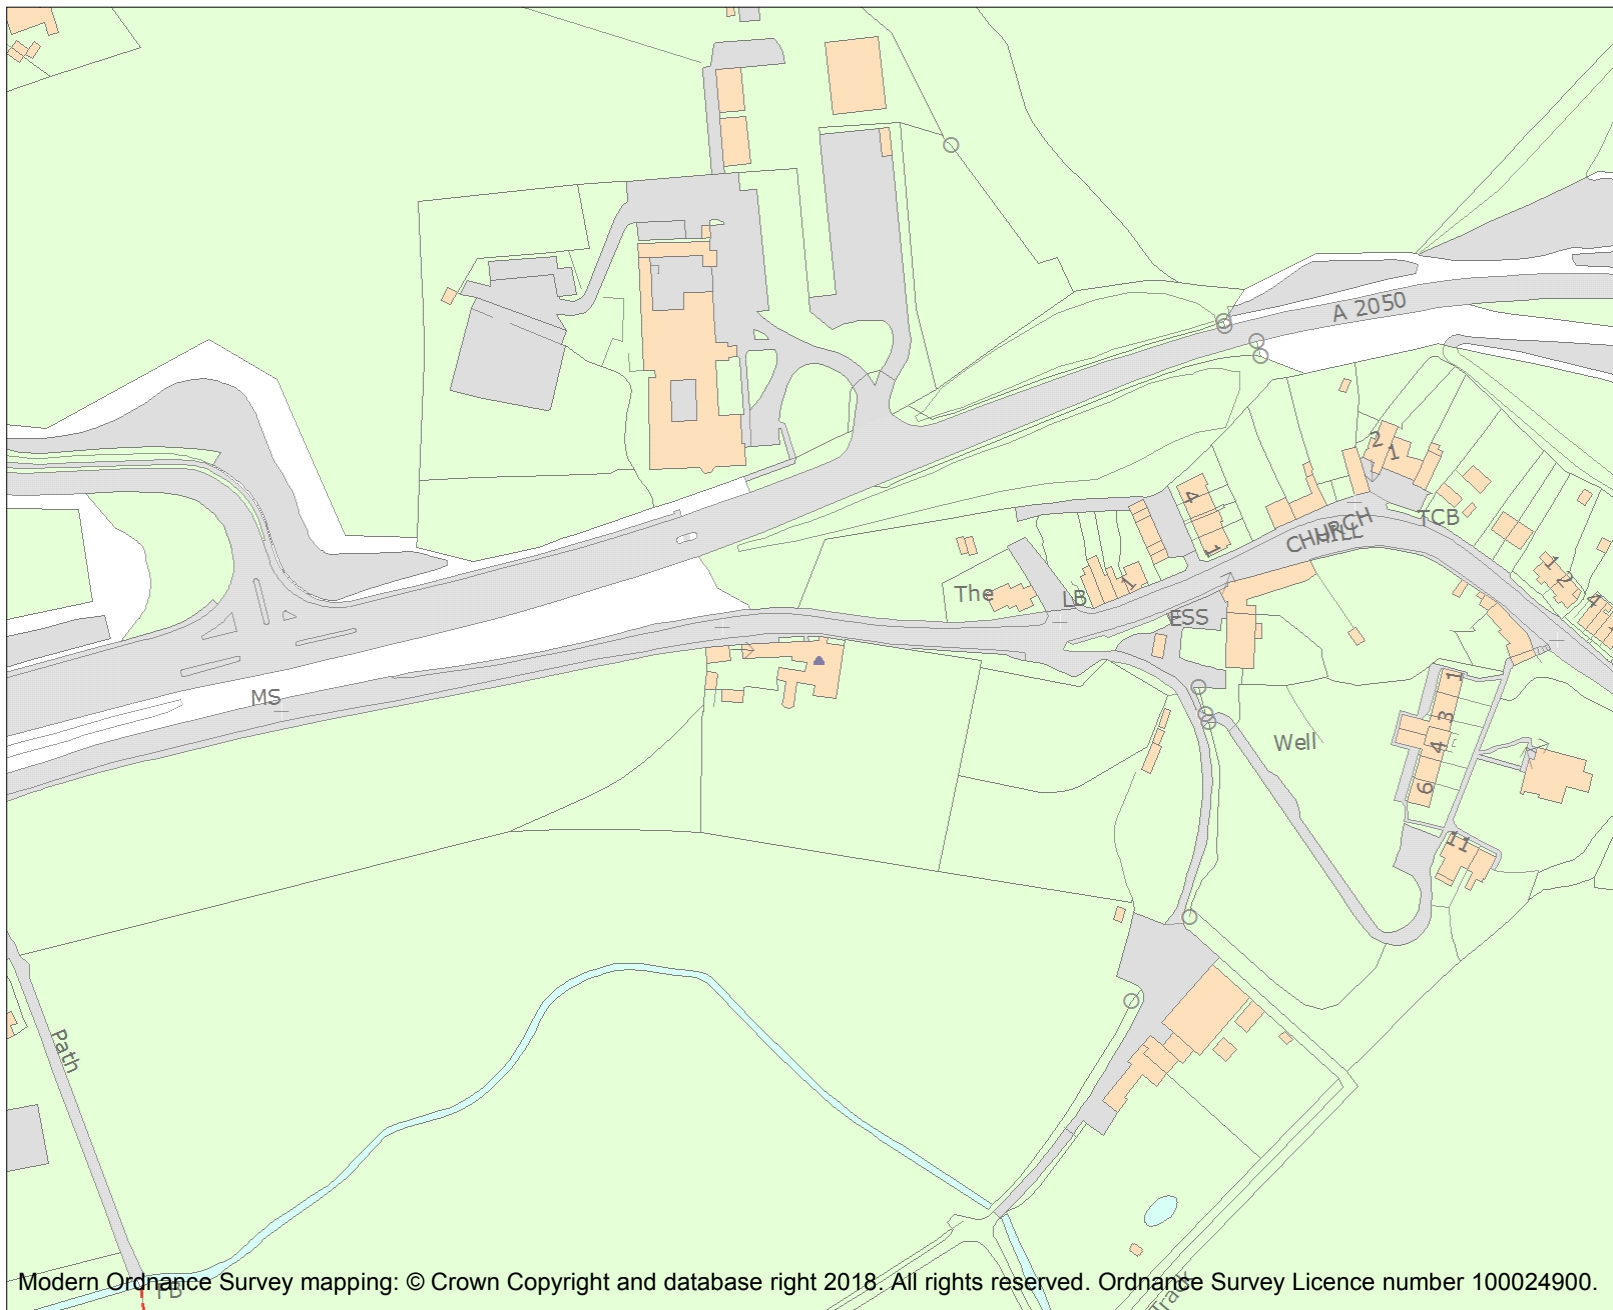 A 2050
2
1
4
1
TCB
CHURCH
HILL
The
LB
1
ESS
1
2
4
MS
1
3
4
6
Well
11
Path
FB
Track
Modern Ordnance Survey mapping: © Crown Copyright and database right 2018. All rights reserved. Ordnance Survey Licence number 100024900.